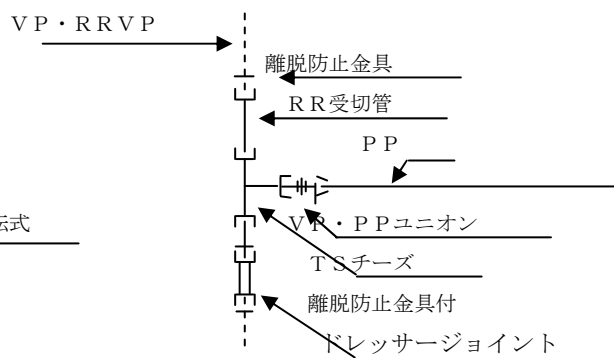 ＶＰ・ＲＲＶＰ
離脱防止金具
ＲＲ受切管
ＰＰ
転式
ＶＰ・ＰＰユニオン
ＴＳチーズ
離脱防止金具付
ドレッサージョイント